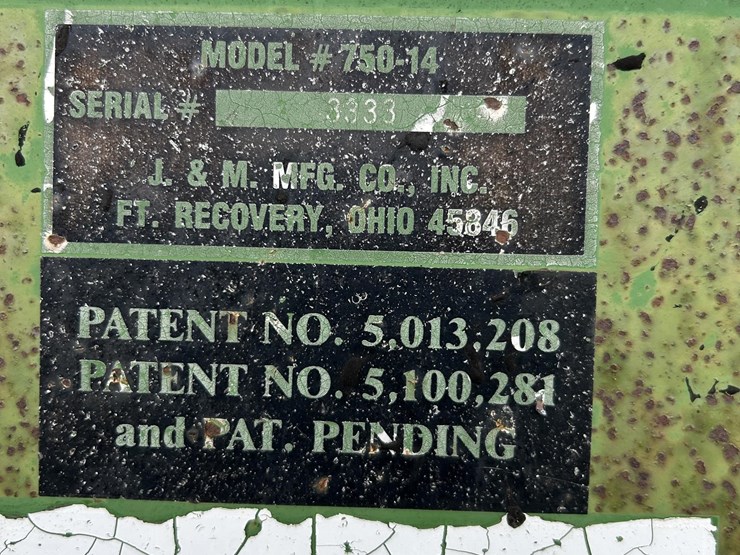 MODEL # 750-14
SERIAL # 3333
J. & M. MFG. CO., INC.
FT. RECOVERY, OHIO 45846
PATENT NO. 5,013,208
PATENT NO. 5,100,281
and PAT. PENDING